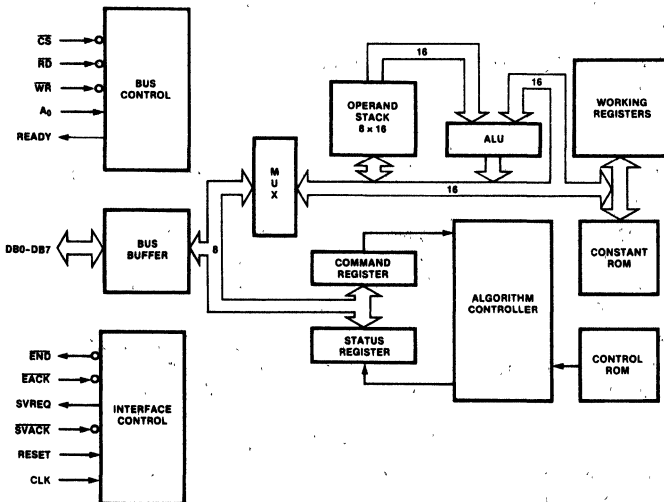 CS
RD
WR
A0
READY
BUS
CONTROL
DB0-DB7
BUS
BUFFER
8
END
EACK
SVREQ
SVACK
RESET
CLK
INTERFACE
CONTROL
MUX
16
OPERAND
STACK
8 × 16
ALU
16
16
WORKING
REGISTERS
CONSTANT
ROM
COMMAND
REGISTER
STATUS
REGISTER
ALGORITHM
CONTROLLER
CONTROL
ROM